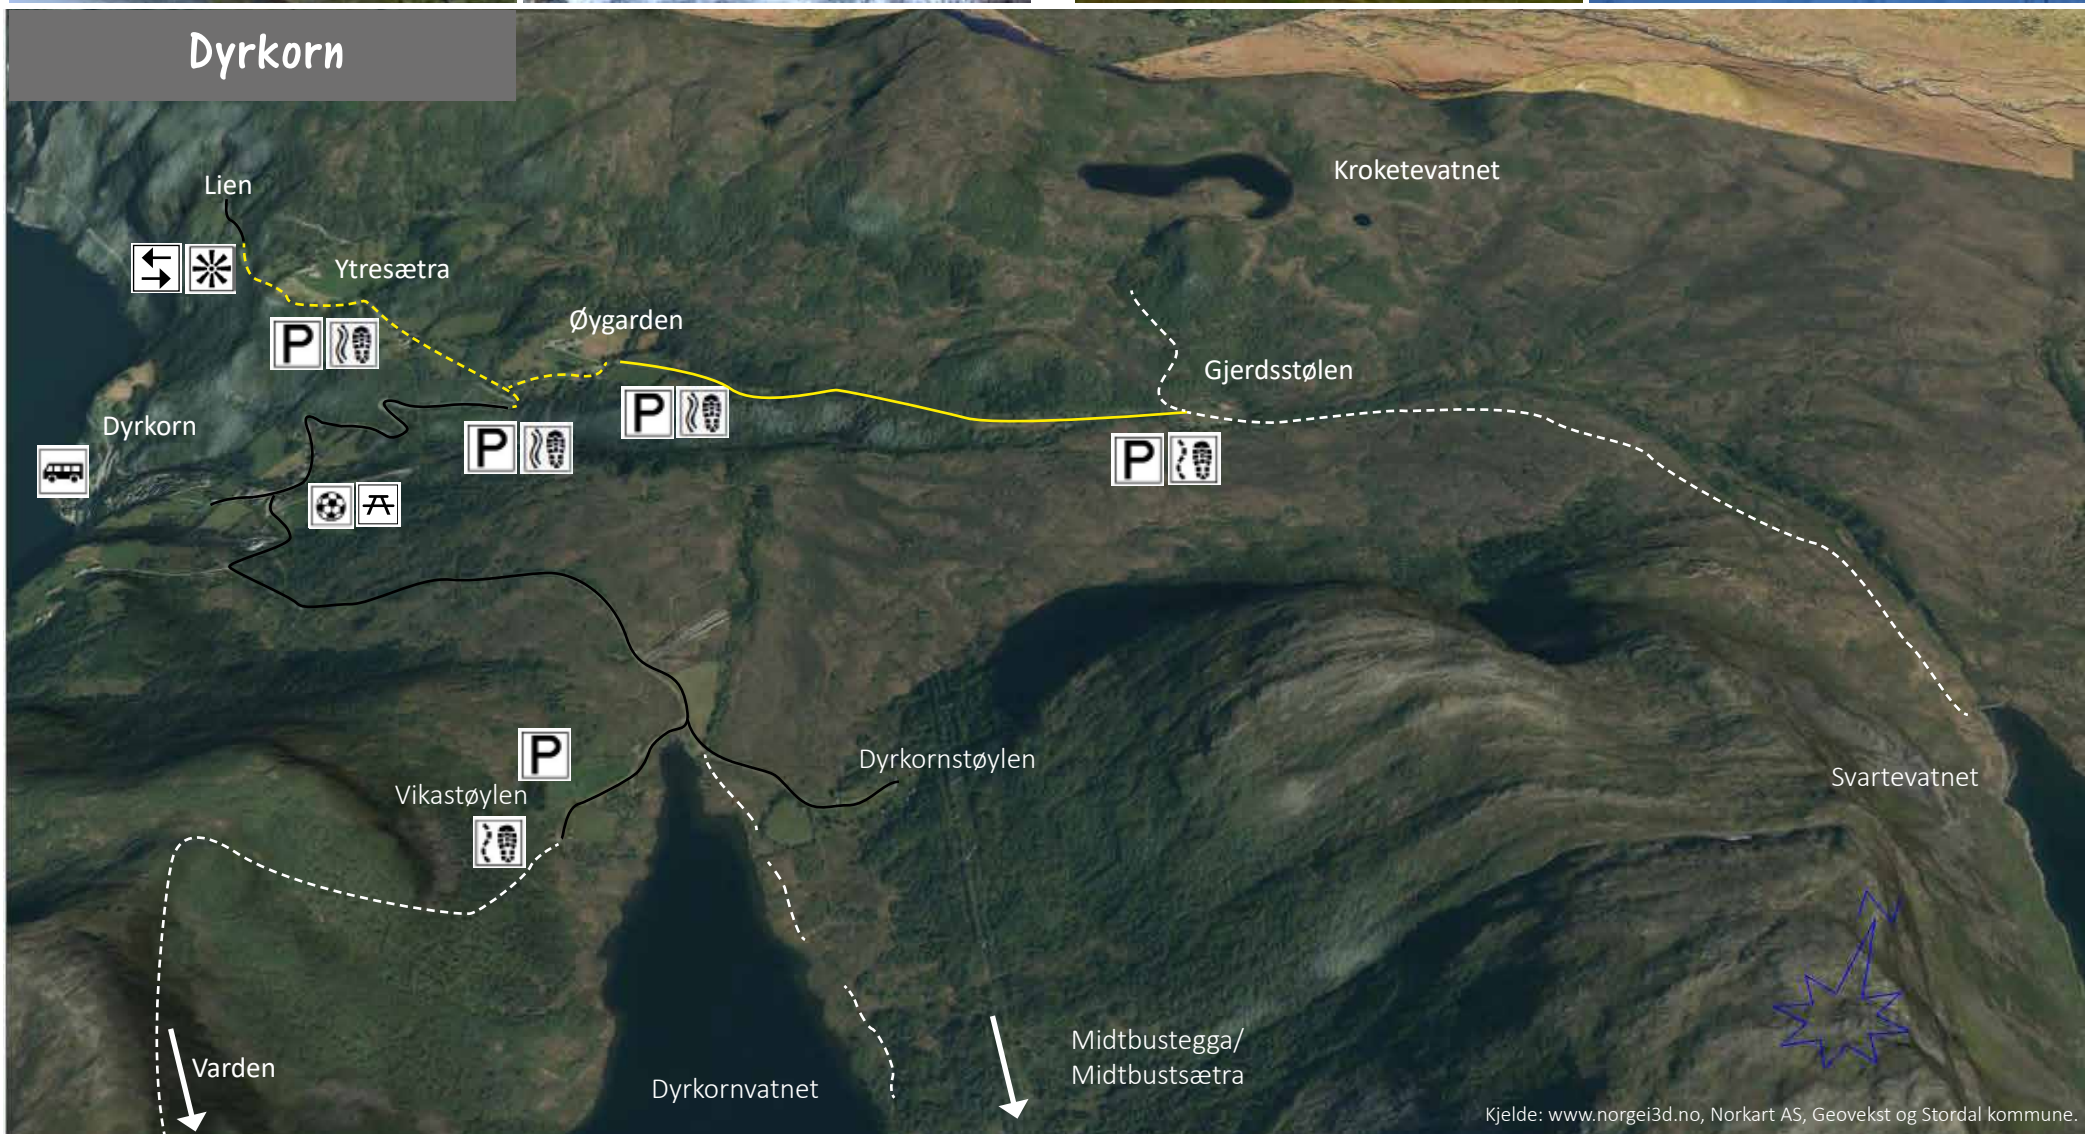 Dyrkorn
Lien
Kroketevatnet
Ytresætra
Øygarden
P
Gjerdsstølen
P
Dyrkorn
P
P
Dyrkornstøylen
P
Vikastøylen
Svartevatnet
N
Varden
Dyrkornvatnet
Midtbustegga/
Midtbustsætra
Kjelde: www.norgei3d.no, Norkart AS, Geovekst og Stordal kommune.